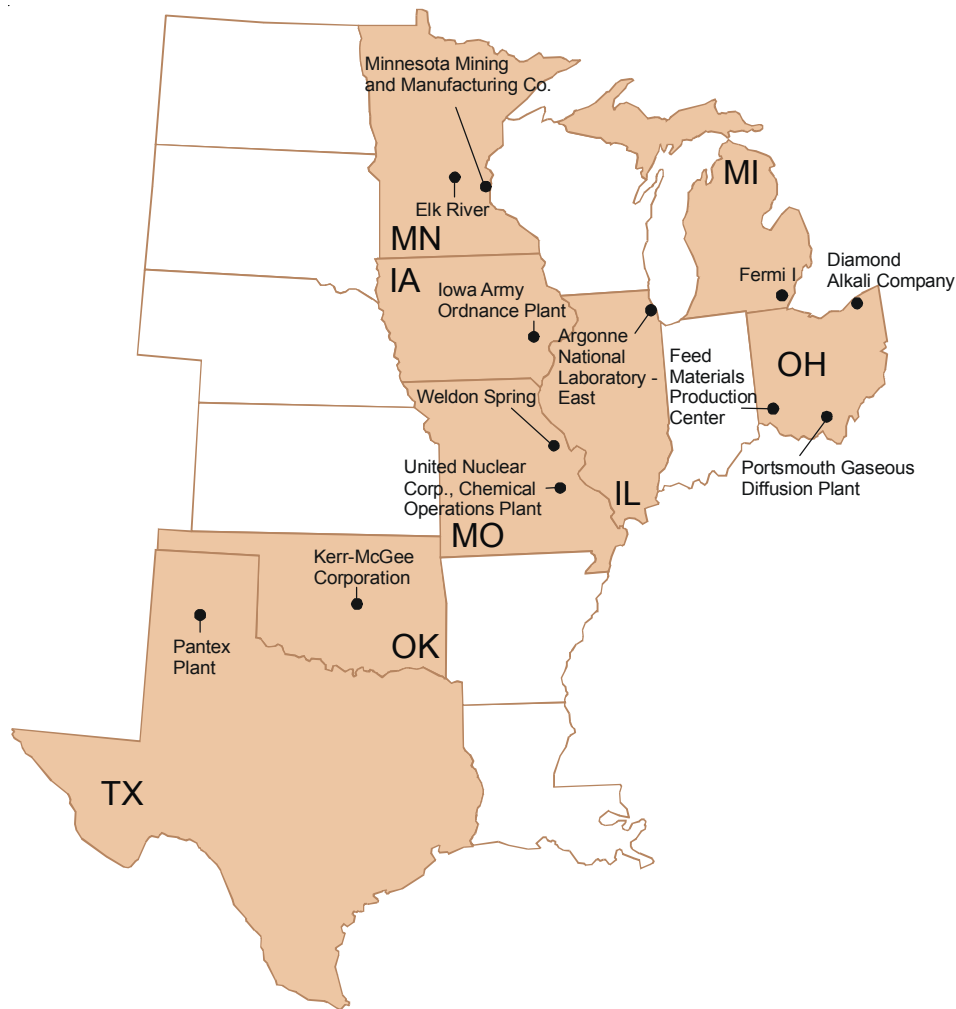 Minnesota Mining
and Manufacturing Co.
Elk River
MN
MI
Fermi I
Diamond
Alkali Company
IA
Iowa Army
Ordnance Plant
Argonne
National
Laboratory -
East
IL
Feed
Materials
Production
Center
OH
Portsmouth Gaseous
Diffusion Plant
Weldon Spring
United Nuclear
Corp., Chemical
Operations Plant
MO
Kerr-McGee
Corporation
OK
Pantex
Plant
TX